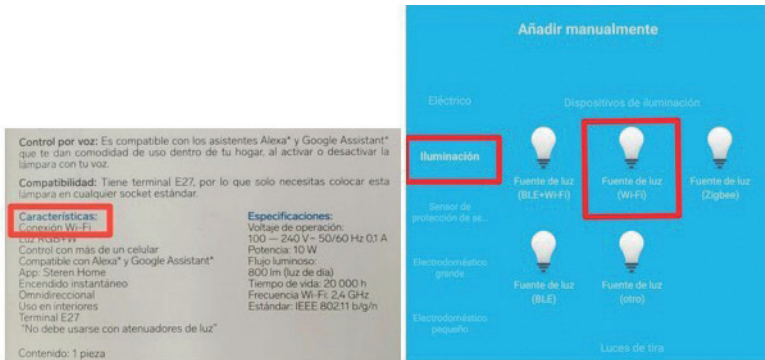 Control por voz: Es compatible con los asistentes Alexa* y Google Assistant*
que te dan comodidad de uso dentro de tu hogar, al activar o desactivar la
lámpara con tu voz.
Compatibilidad: Tiene terminal E27, por lo que solo necesitas colocar esta
lámpara en cualquier socket estándar.
Características:
Conexión Wi-Fi
Luz RGB+W
Control con más de un celular
Compatible con Alexa* y Google Assistant*
App: Steren Home
Encendido instantáneo
Omnidireccional
Uso en interiores
Terminal E27
"No debe usarse con atenuadores de luz"
Contenido: 1 pieza
Especificaciones:
Voltaje de operación:
100 — 240 V~ 50/60 Hz 0,1 A
Potencia: 10 W
Flujo luminoso:
800 lm (luz de día)
Tiempo de vida: 20 000 h
Frecuencia Wi-Fi: 2,4 GHz
Estándar: IEEE 802.11 b/g/n
Añadir manualmente
Eléctrico
Iluminación
Sensor de
protección de se...
Electrodoméstico
grande
Electrodoméstico
pequeño
Dispositivos de iluminación
Fuente de luz
(BLE+Wi-Fi)
Fuente de luz
(Wi-Fi)
Fuente de luz
(Zigbee)
Fuente de luz
(BLE)
Fuente de luz
(otro)
Luces de tira